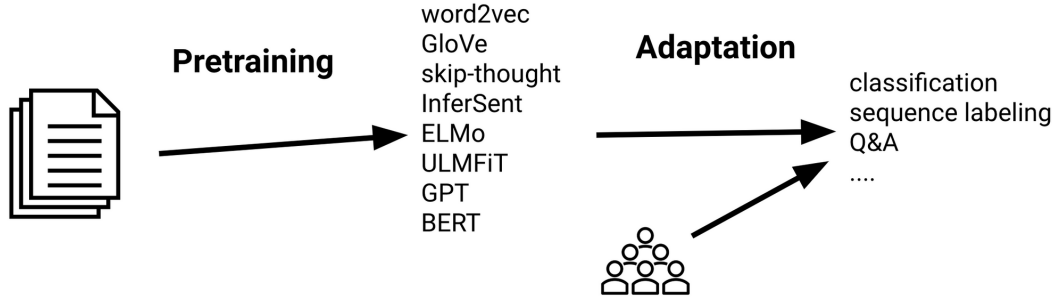 Pretraining
word2vec
GloVe
skip-thought
InferSent
ELMo
ULMFiT
GPT
BERT
Adaptation
classification
sequence labeling
Q&A
....